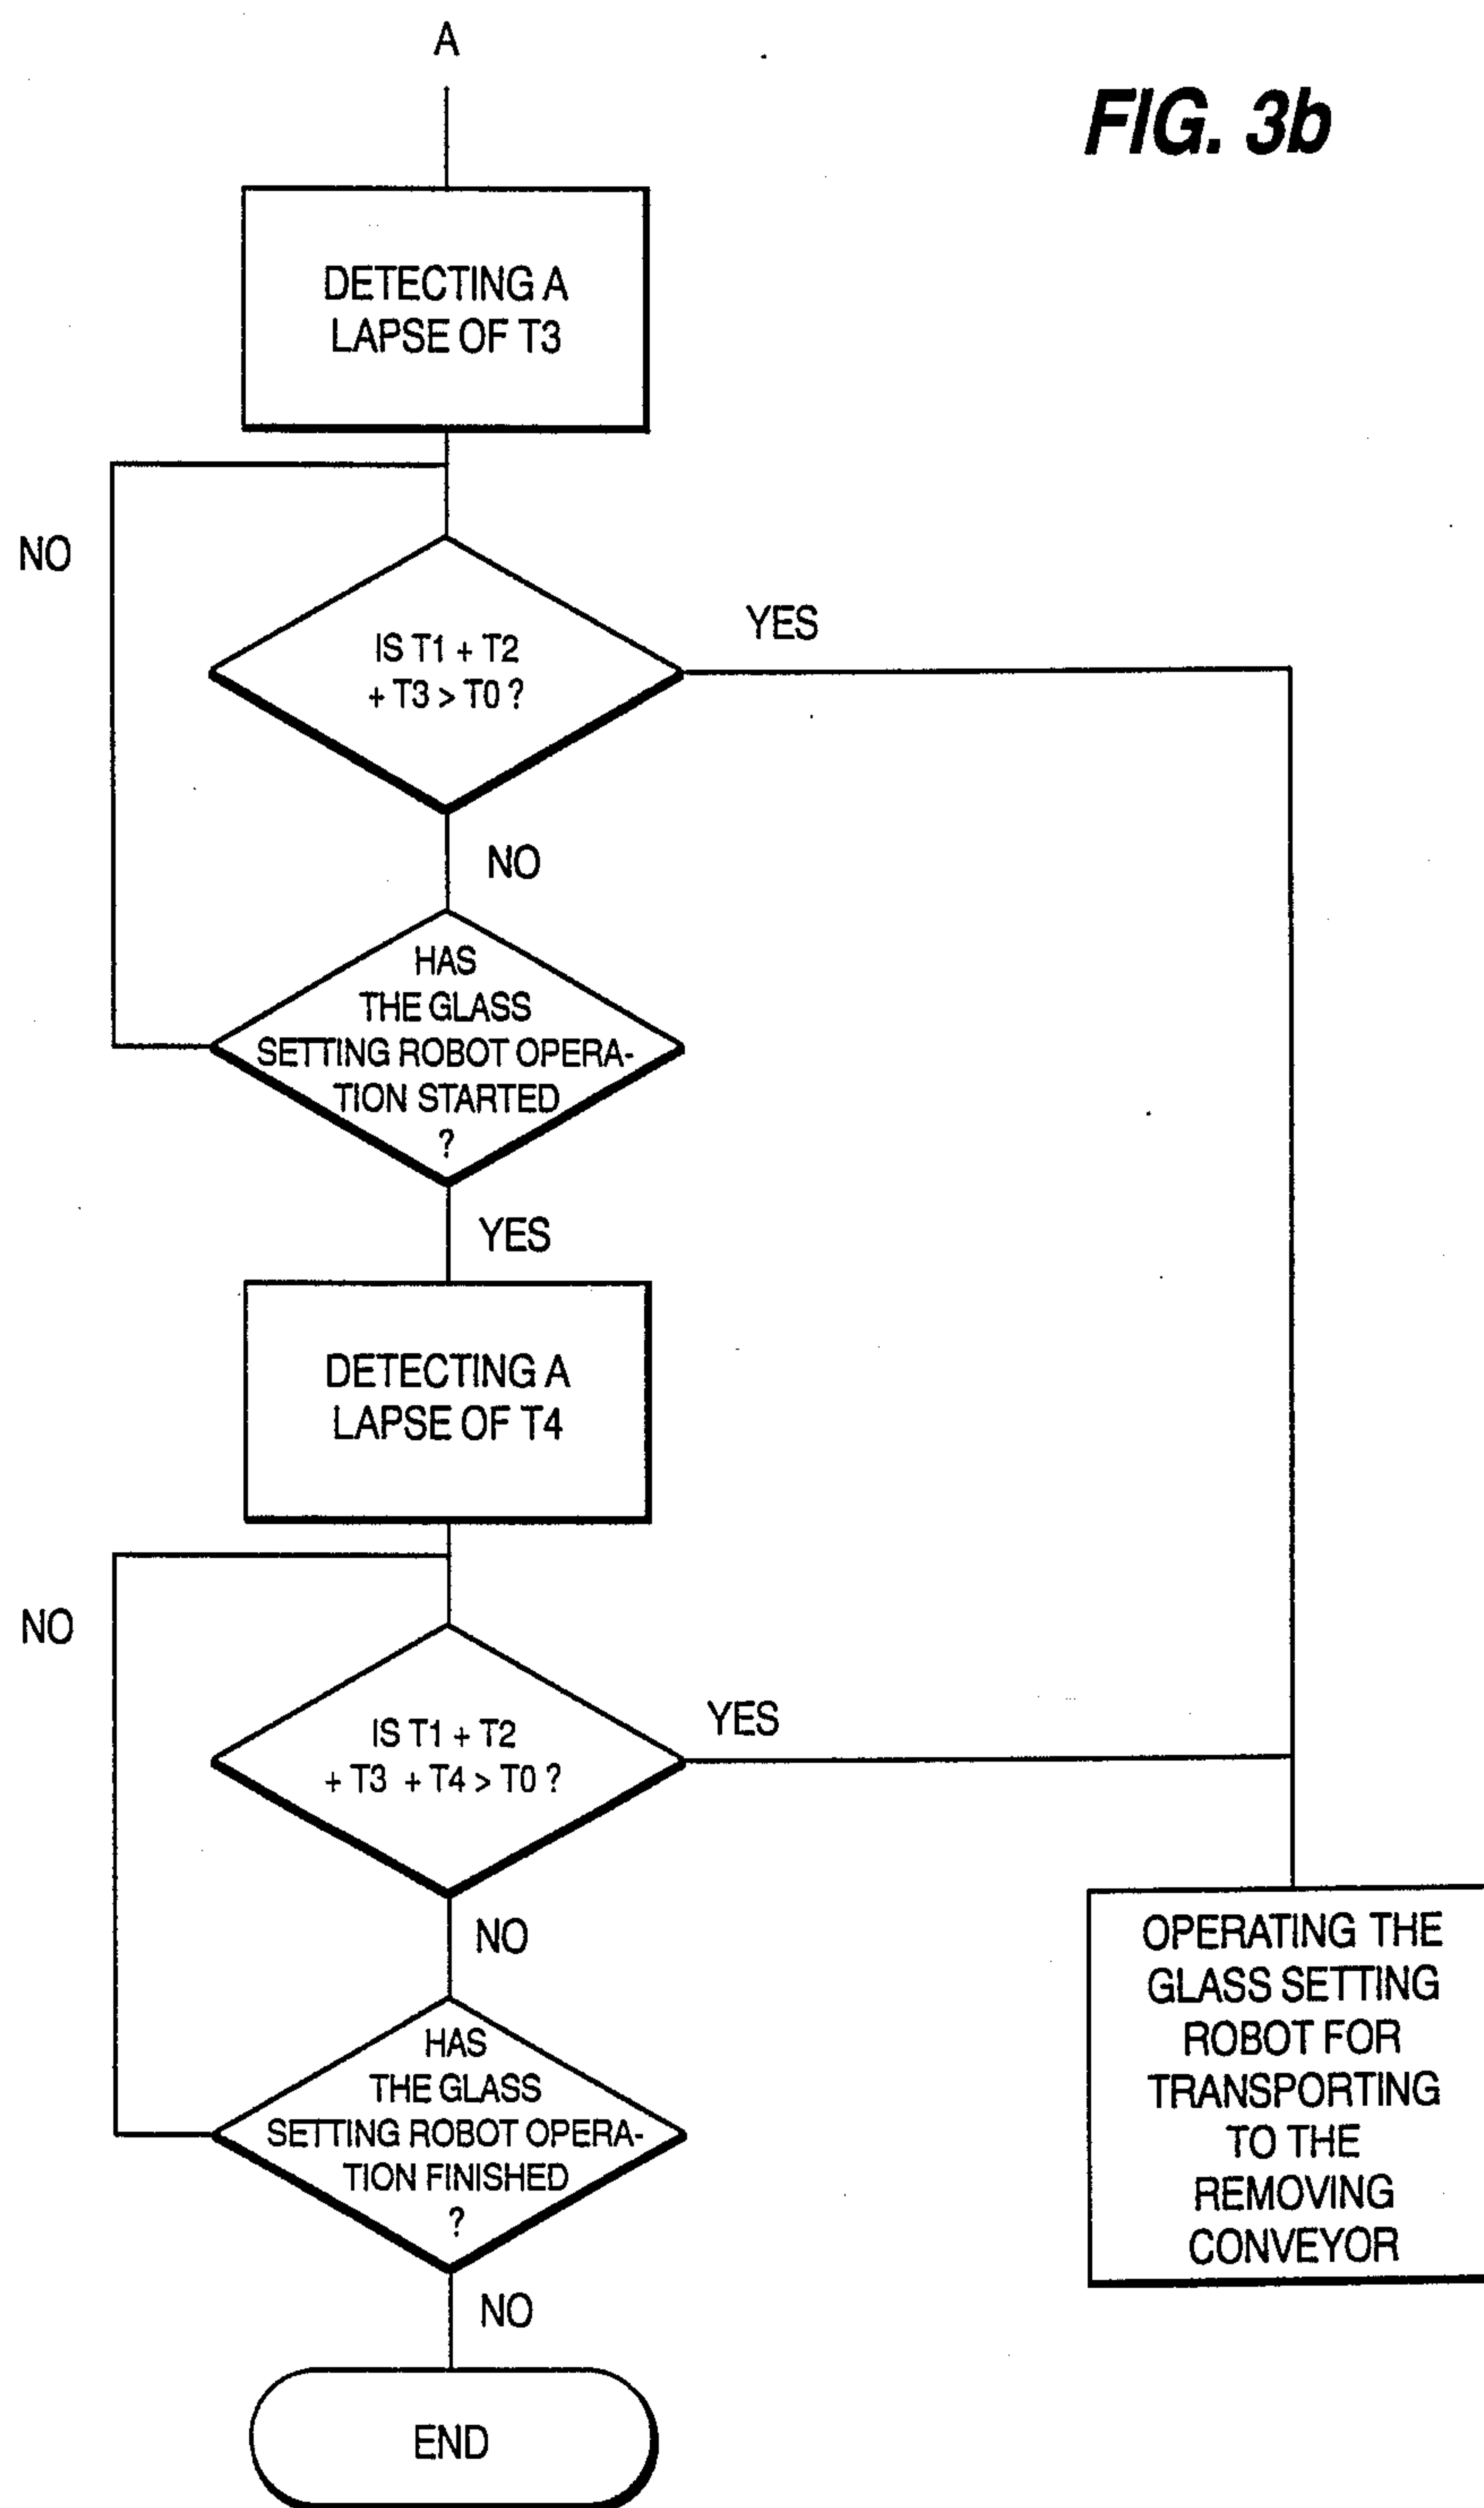 A
FIG. 3b
DETECTING A
LAPSE OF T3
NO
IS T1 + T2
+ T3 > T0 ?
YES
NO
HAS
THE GLASS
SETTING ROBOT OPERA-
TION STARTED
?
YES
DETECTING A
LAPSE OF T4
NO
IS T1 + T2
+ T3 + T4 > T0 ?
YES
NO
HAS
THE GLASS
SETTING ROBOT OPERA-
TION FINISHED
?
NO
END
OPERATING THE
GLASS SETTING
ROBOT FOR
TRANSPORTING
TO THE
REMOVING
CONVEYOR